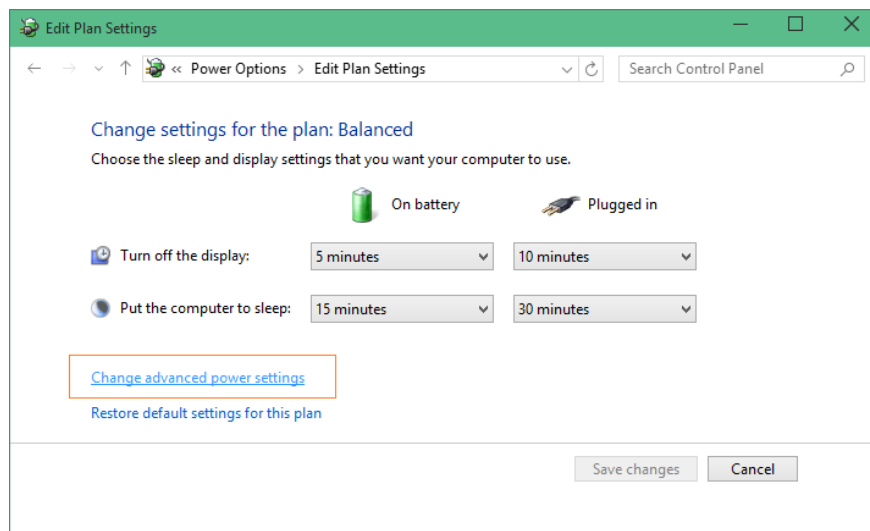 Edit Plan Settings
« Power Options > Edit Plan Settings
Search Control Panel
Change settings for the plan: Balanced
Choose the sleep and display settings that you want your computer to use.
On battery Plugged in
Turn off the display: 5 minutes 10 minutes
Put the computer to sleep: 15 minutes 30 minutes
Change advanced power settings
Restore default settings for this plan
Save changes Cancel